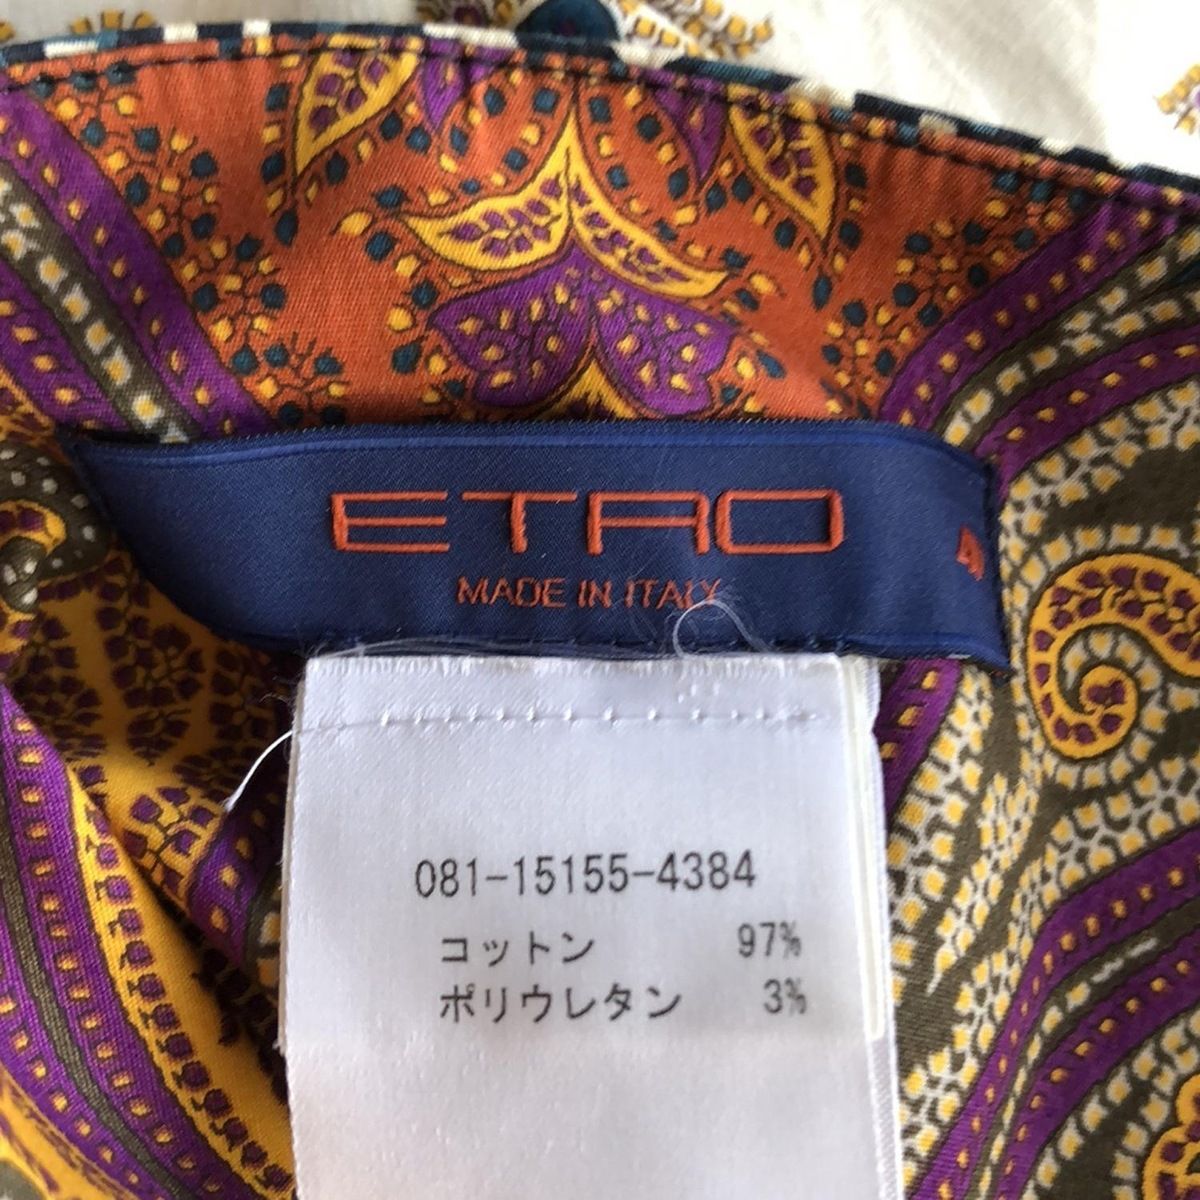 ETRO
MADE IN ITALY
081-15155-4384
コットン 97%
ポリウレタン 3%